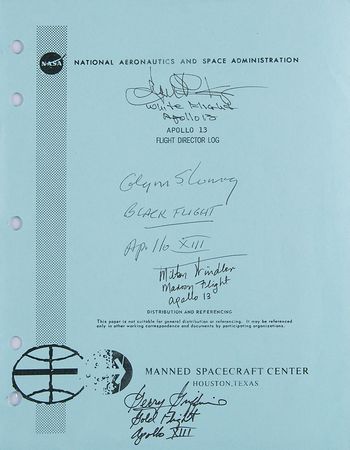 NASA
NATIONAL AERONAUTICS AND SPACE ADMINISTRATION
White Flight
Apollo 13
APOLLO 13
FLIGHT DIRECTOR LOG
Glynn S. Lunney
BLACK FLIGHT
Apollo XIII
Milton Windler
Maroon Flight
Apollo 13
DISTRIBUTION AND REFERENCING
This paper is not suitable for general distribution or referencing. It may be referenced
only in other working correspondence and documents by participating organizations.
MANNED SPACECRAFT CENTER
HOUSTON, TEXAS
Gerry Griffin
Gold Flight
Apollo XIII